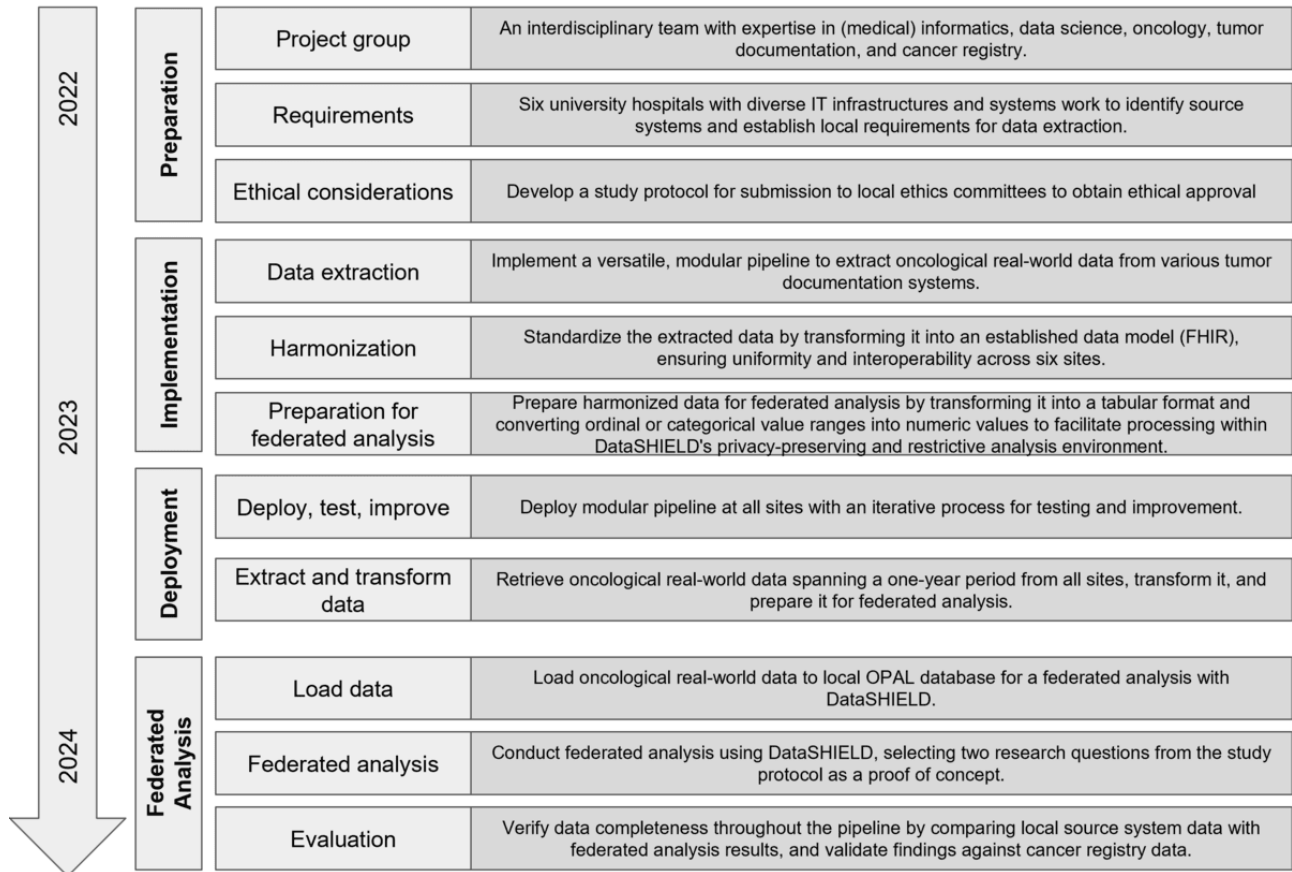 2022
Preparation
Project group
An interdisciplinary team with expertise in (medical) informatics, data science, oncology, tumor
documentation, and cancer registry.
Requirements
Six university hospitals with diverse IT infrastructures and systems work to identify source
systems and establish local requirements for data extraction.
Ethical considerations
Develop a study protocol for submission to local ethics committees to obtain ethical approval
2023
Implementation
Data extraction
Implement a versatile, modular pipeline to extract oncological real-world data from various tumor
documentation systems.
Harmonization
Standardize the extracted data by transforming it into an established data model (FHIR),
ensuring uniformity and interoperability across six sites.
Preparation for
federated analysis
Prepare harmonized data for federated analysis by transforming it into a tabular format and
converting ordinal or categorical value ranges into numeric values to facilitate processing within
DataSHIELD's privacy-preserving and restrictive analysis environment.
Deployment
Deploy, test, improve
Deploy modular pipeline at all sites with an iterative process for testing and improvement.
Extract and transform
data
Retrieve oncological real-world data spanning a one-year period from all sites, transform it, and
prepare it for federated analysis.
2024
Federated
Analysis
Load data
Load oncological real-world data to local OPAL database for a federated analysis with
DataSHIELD.
Federated analysis
Conduct federated analysis using DataSHIELD, selecting two research questions from the study
protocol as a proof of concept.
Evaluation
Verify data completeness throughout the pipeline by comparing local source system data with
federated analysis results, and validate findings against cancer registry data.